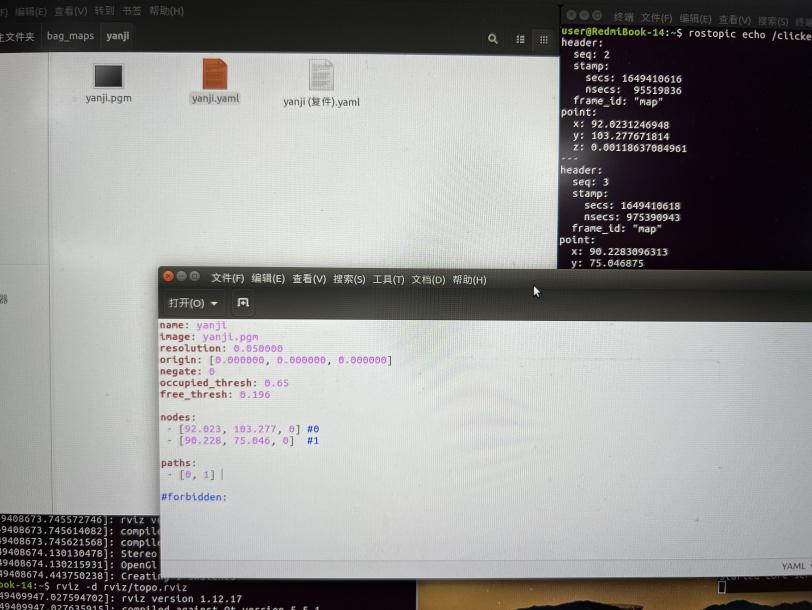 编辑(E) 查看(V) 转到 书签 帮助(H)
主文件夹 bag_maps yanji
yanji.pgm yanji.yaml yanji (复件).yaml
终端 文件(F) 编辑(E) 查看(V) 搜索(S) 终端
user@RedmiBook-14:~$ rostopic echo /clicke
header:
seq: 2
stamp:
secs: 1649410616
nsecs: 95519836
frame_id: "map"
point:
x: 92.0231246948
y: 103.277671814
z: 0.00118637084961
---
header:
seq: 3
stamp:
secs: 1649410618
nsecs: 975390943
frame_id: "map"
point:
x: 90.2283096313
y: 75.046875
器
文件(F) 编辑(E) 查看(V) 搜索(S) 工具(T) 文档(D) 帮助(H)
打开(O)
name: yanji
image: yanji.pgm
resolution: 0.050000
origin: [0.000000, 0.000000, 0.000000]
negate: 0
occupied_thresh: 0.65
free_thresh: 0.196
nodes:
- [92.023, 103.277, 0] #0
- [90.228, 75.046, 0] #1
paths:
- [0, 1]
#forbidden:
YAML
49408673.745572746]: rviz ve
49408673.745614082]: compile
49408673.745621568]: compile
49408674.130130478]: Stereo
49408674.130215931]: OpenGl
49408674.443750238]: Creating
Book-14:~$ rviz -d rviz/topo.rviz
49409947.027594702]: rviz version 1.12.17
49409947.027635915]: compiled against Qt version 5.5.1